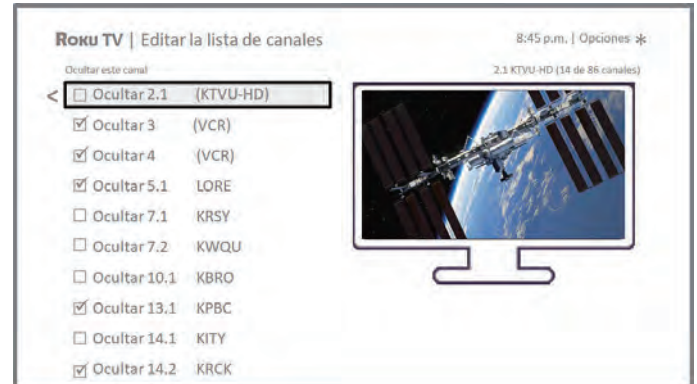 Roku TV | Editar la lista de canales
8:45 p.m. | Opciones *
Ocultar este canal
2.1 KTVU-HD (14 de 86 canales)
< ☐ Ocultar 2.1 (KTVU-HD)
☑ Ocultar 3 (VCR)
☑ Ocultar 4 (VCR)
☑ Ocultar 5.1 LORE
☐ Ocultar 7.1 KRSY
☐ Ocultar 7.2 KWQU
☐ Ocultar 10.1 KBRO
☑ Ocultar 13.1 KPBC
☐ Ocultar 14.1 KITY
☑ Ocultar 14.2 KRCK